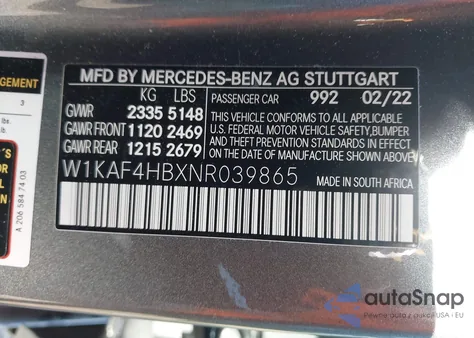 MFD BY MERCEDES-BENZ AG STUTTGART
KG LBS
PASSENGER CAR 992 02/22
GVWR 2335 5148
GAWR FRONT 1120 2469
GAWR REAR 1215 2679
THIS VEHICLE CONFORMS TO ALL APPLICABLE
U.S. FEDERAL MOTOR VEHICLE SAFETY, BUMPER,
AND THEFT PREVENTION STANDARDS IN EFFECT
ON THE DATE OF MANUFACTURE SHOWN ABOVE.
W1KAF4HBXNR039865
MADE IN SOUTH AFRICA
GEMENT
3
lbs.
'S
A 206 584 74 03
autoSnap